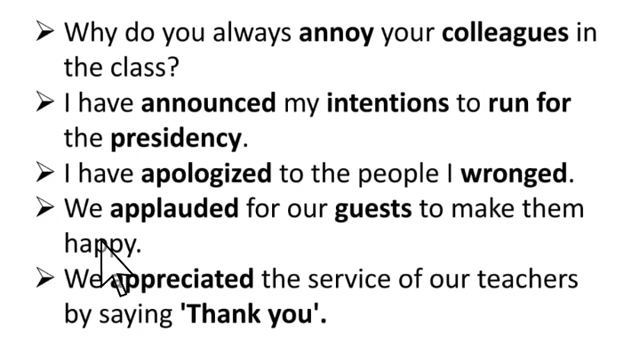 ➤ Why do you always annoy your colleagues in
the class?
➤ I have announced my intentions to run for
the presidency.
➤ I have apologized to the people I wronged.
➤ We applauded for our guests to make them
happy.
➤ We appreciated the service of our teachers
by saying 'Thank you'.